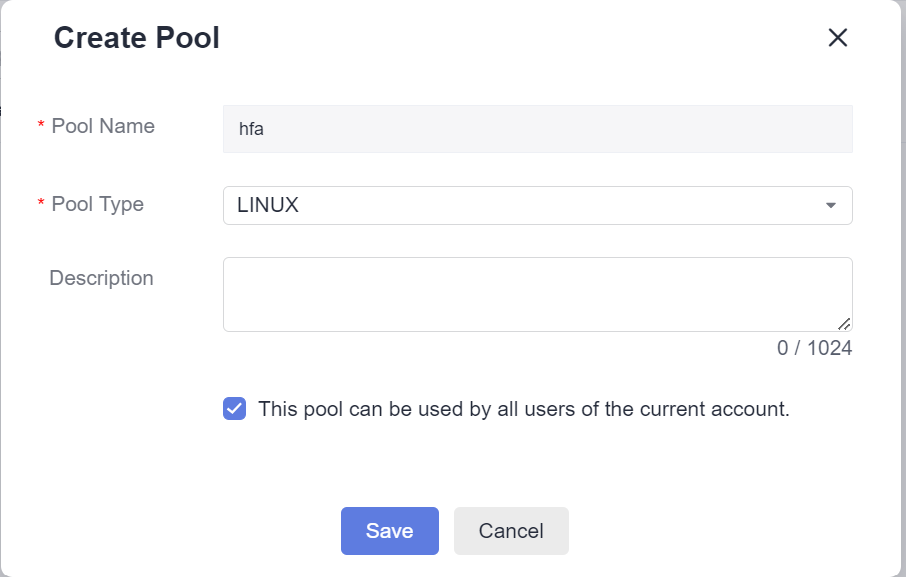 Create Pool
* Pool Name
hfa
* Pool Type
LINUX
Description
0 / 1024
This pool can be used by all users of the current account.
Save
Cancel